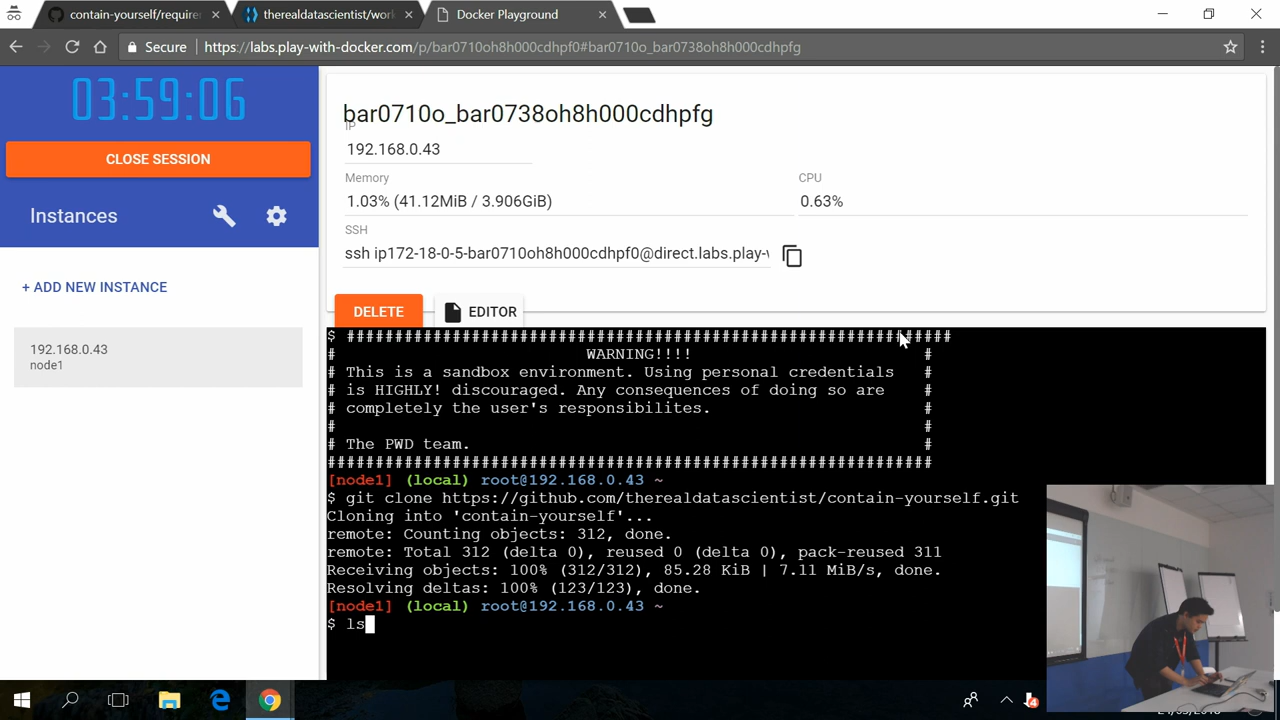 contain-yourself/requirer
therealdatascientist/wor
Docker Playground
Secure
https://labs.play-with-docker.com/p/bar0710oh8h000cdhpf0#bar0710o_bar0738oh8h000cdhpfg
03:59:06
CLOSE SESSION
Instances
+ ADD NEW INSTANCE
192.168.0.43
node1
bar0710o_bar0738oh8h000cdhpfg
IP
192.168.0.43
Memory
CPU
1.03% (41.12MiB / 3.906GiB)
0.63%
SSH
ssh ip172-18-0-5-bar0710oh8h000cdhpf0@direct.labs.play-
DELETE
EDITOR
$ ###############################################################
# WARNING!!!! #
# This is a sandbox environment. Using personal credentials #
# is HIGHLY! discouraged. Any consequences of doing so are #
# completely the user's responsibilites. #
# #
# The PWD team. #
###############################################################
[node1] (local) root@192.168.0.43 ~
$ git clone https://github.com/therealdatascientist/contain-yourself.git
Cloning into 'contain-yourself'...
remote: Counting objects: 312, done.
remote: Total 312 (delta 0), reused 0 (delta 0), pack-reused 311
Receiving objects: 100% (312/312), 85.28 KiB | 7.11 MiB/s, done.
Resolving deltas: 100% (123/123), done.
[node1] (local) root@192.168.0.43 ~
$ ls